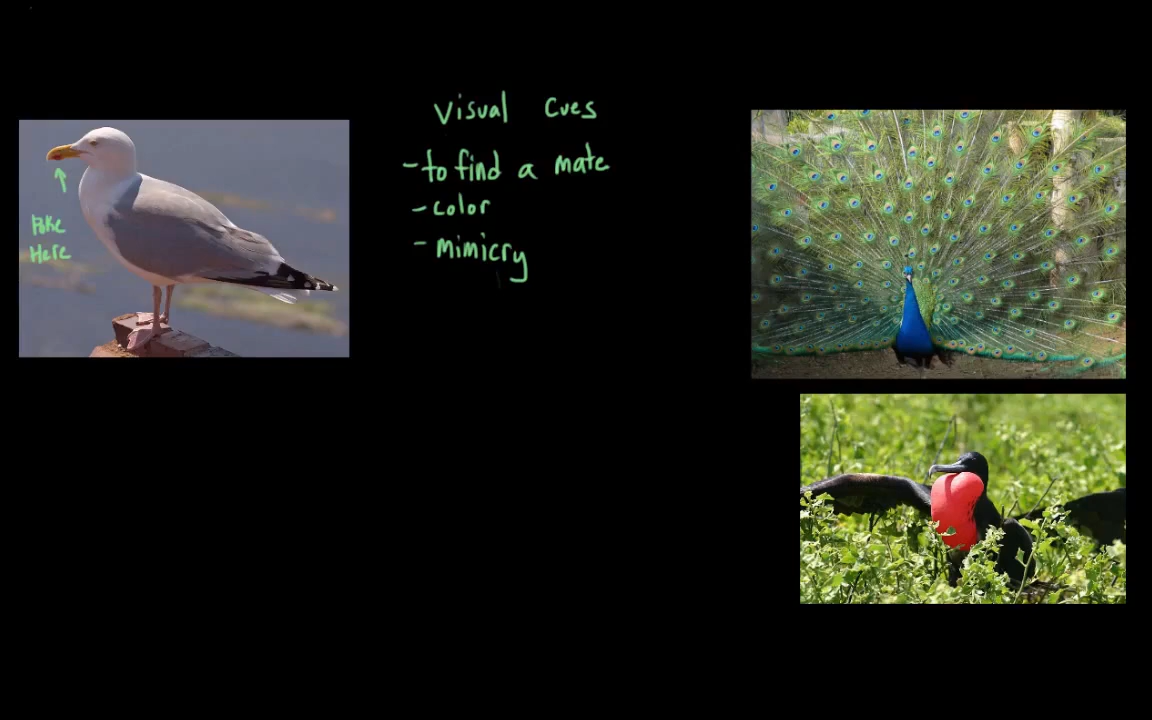 Visual Cues
- to find a mate
- color
- mimicry
Poke
Here